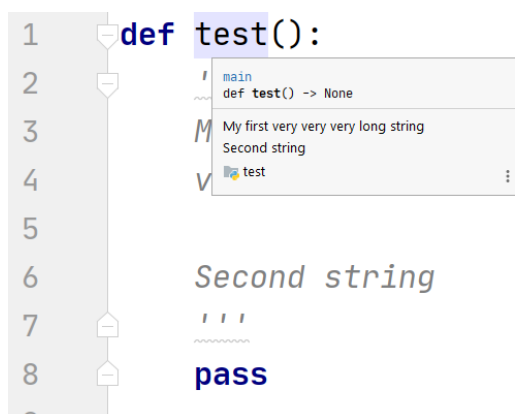 1 def test():
2 '
main
def test() -> None
3 M
My first very very very long string
Second string
4 v
test
5
6 Second string
7 '''
8 pass